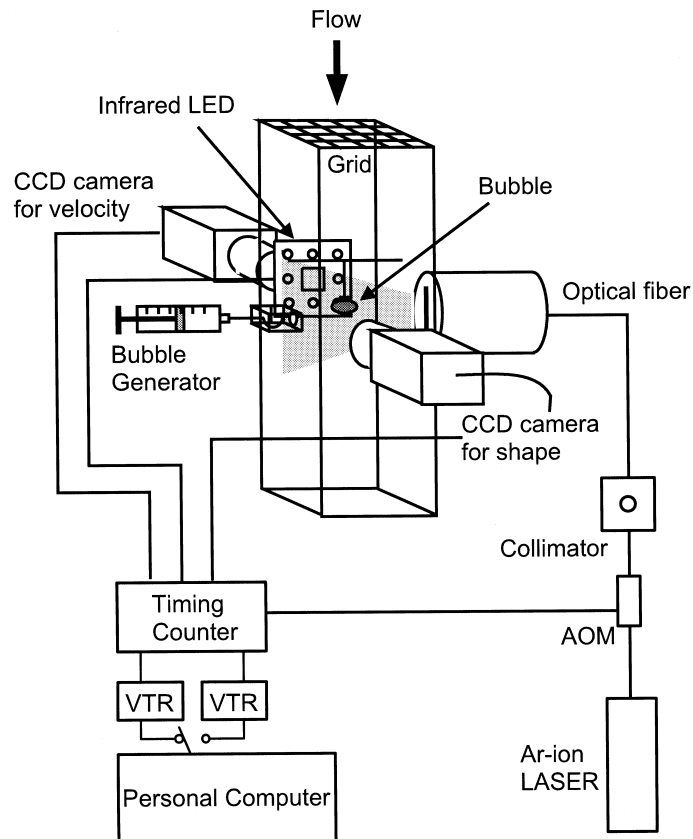 Flow
Infrared LED
Grid
CCD camera
for velocity
Bubble
Optical fiber
Bubble
Generator
CCD camera
for shape
Collimator
Timing
Counter
AOM
VTR
VTR
Ar-ion
LASER
Personal Computer